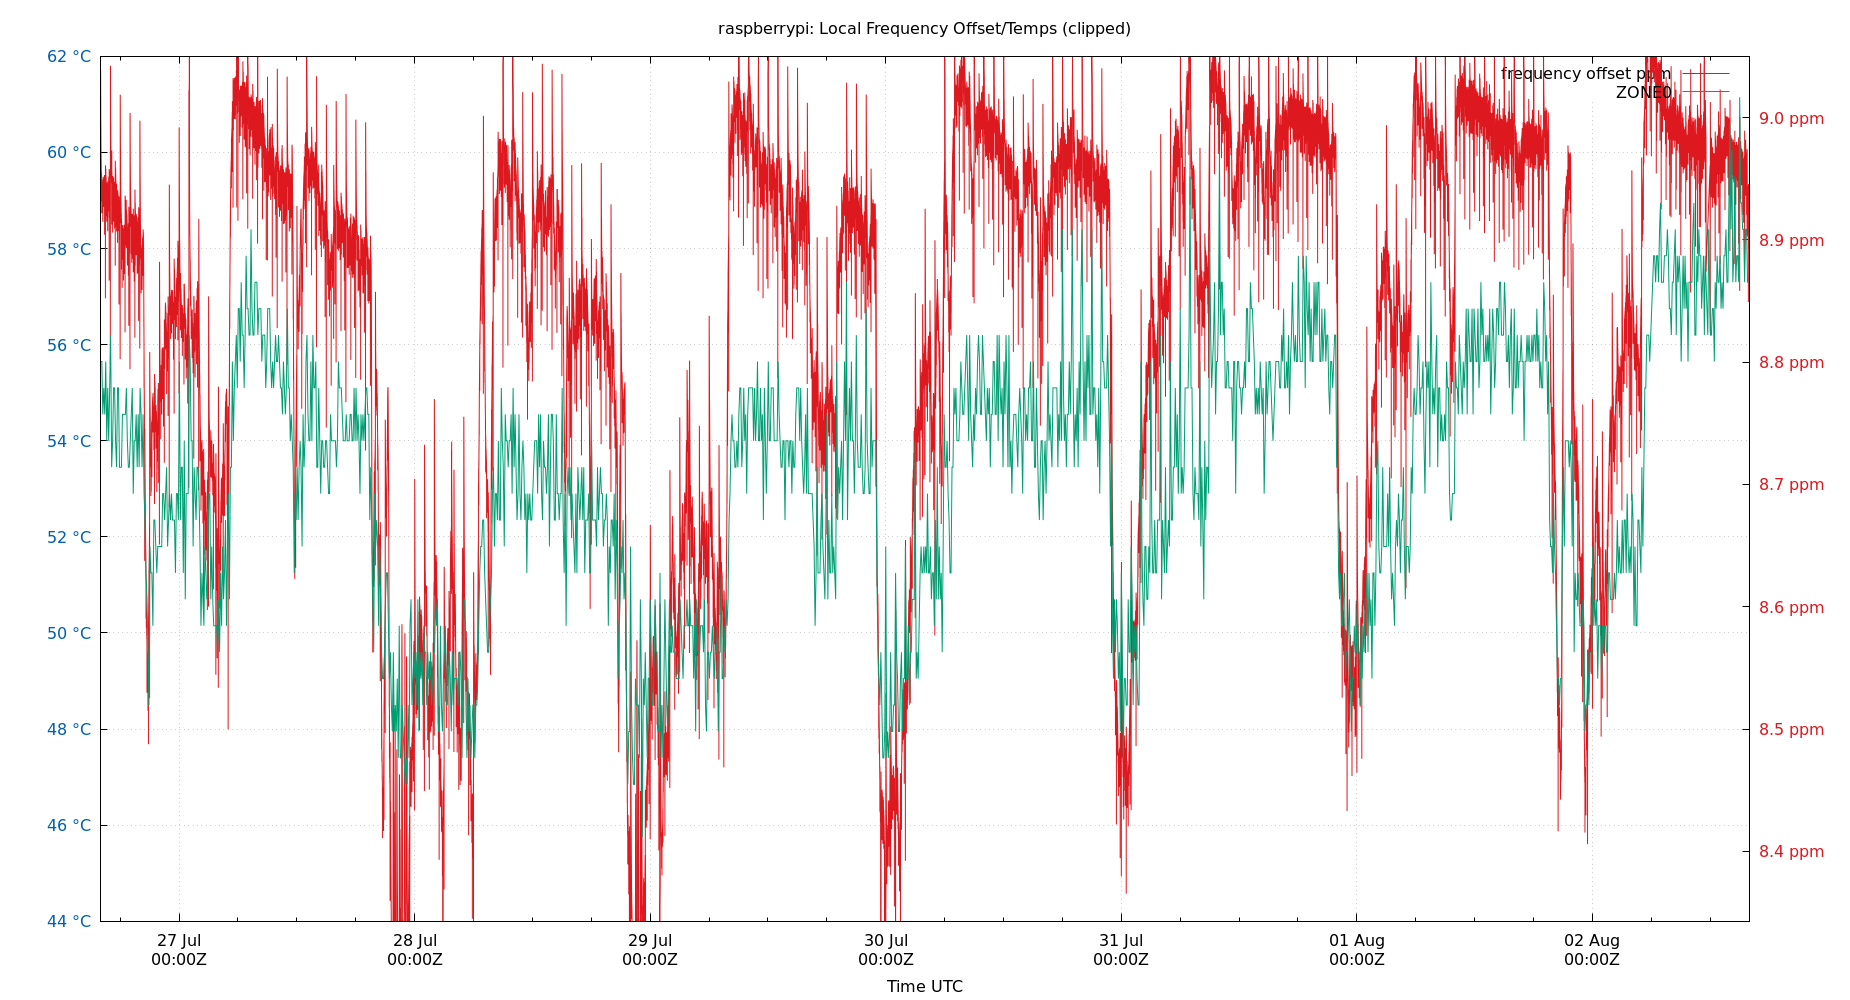 raspberrypi: Local Frequency Offset/Temps (clipped)
62 °C
60 °C
58 °C
56 °C
54 °C
52 °C
50 °C
48 °C
46 °C
44 °C
frequency offset ppm
ZONE0
9.0 ppm
8.9 ppm
8.8 ppm
8.7 ppm
8.6 ppm
8.5 ppm
8.4 ppm
27 Jul
00:00Z
28 Jul
00:00Z
29 Jul
00:00Z
30 Jul
00:00Z
31 Jul
00:00Z
01 Aug
00:00Z
02 Aug
00:00Z
Time UTC